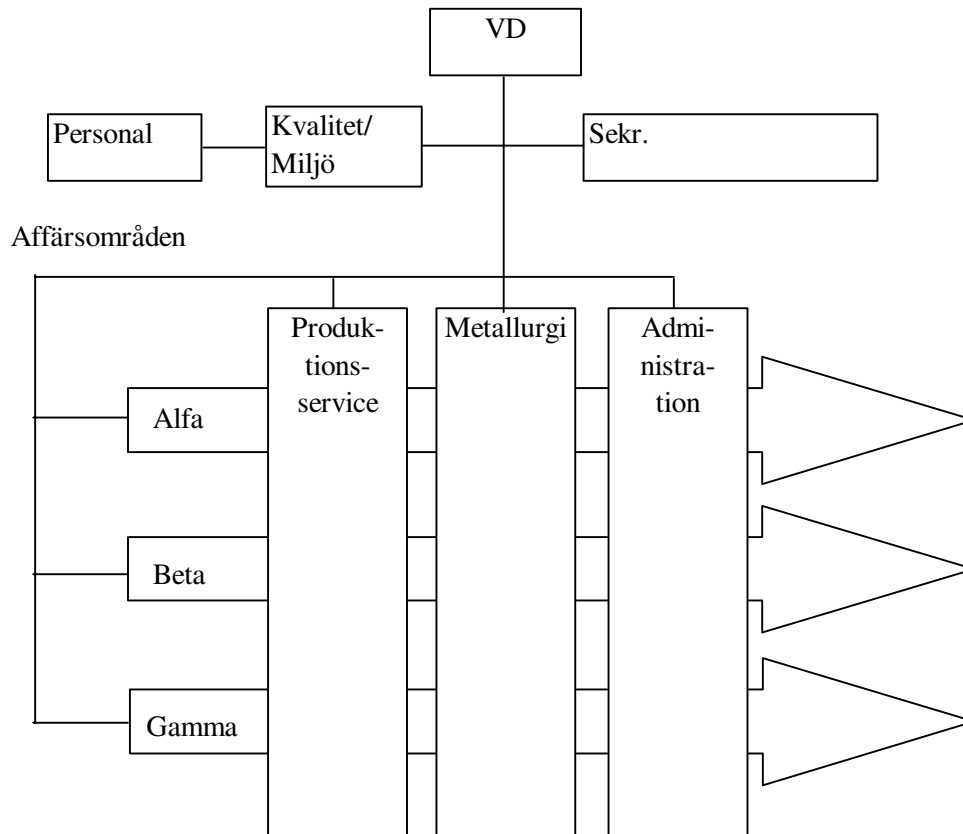 VD
Personal
Kvalitet/
Miljö
Sekr.
Affärsområden
Produk-
tions-
service
Metallurgi
Admi-
nistra-
tion
Alfa
Beta
Gamma